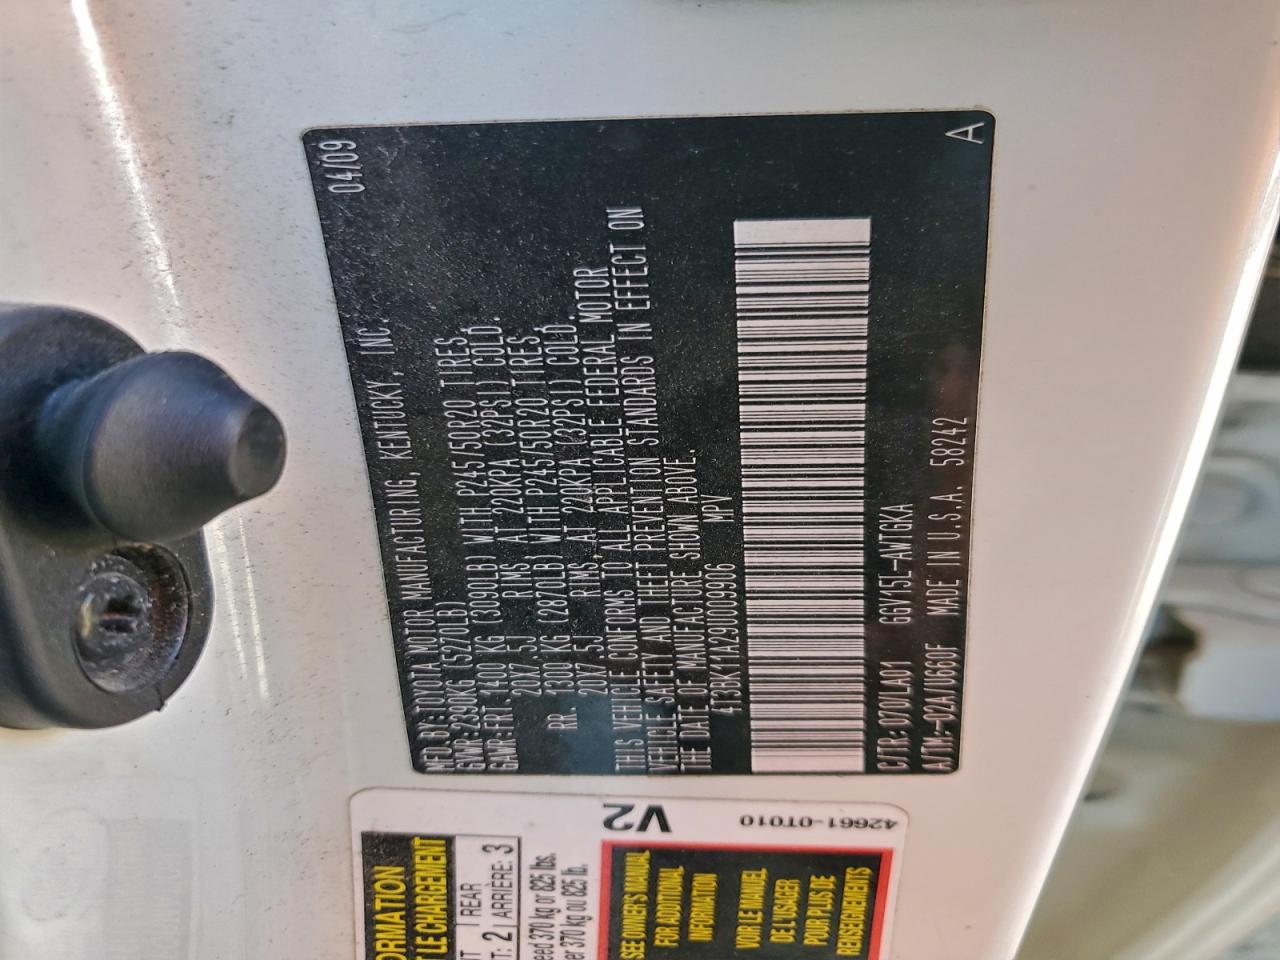 MFD. BY: TOYOTA MOTOR MANUFACTURING, KENTUCKY, INC. 04/09
GVWR: 2390KG (5270LB)
GAWR: FRT. 1400 KG (3090LB) WITH P245/50R20 TIRES,
20X7.5J RIMS, AT 220KPA (32PSI) COLD.
RR. 1300 KG (2870LB) WITH P245/50R20 TIRES,
20X7.5J RIMS, AT 220KPA (32PSI) COLD.
THIS VEHICLE CONFORMS TO ALL APPLICABLE FEDERAL MOTOR
VEHICLE SAFETY AND THEFT PREVENTION STANDARDS IN EFFECT ON
THE DATE OF MANUFACTURE SHOWN ABOVE.
4T3BK11A29U009906 MPV
C/TR: 070/LA01 GGV15L-AVTGKA
A/TM: -02A/U660F MADE IN U.S.A. 58242 A
V2
42661-0T010
ORMATION
T LE CHARGEMENT
T REAR
T: 2 ARRIÈRE: 3
eed 370 kg or 825 lbs.
er 370 kg ou 825 lb.
SEE OWNER'S MANUAL
FOR ADDITIONAL
INFORMATION
VOIR LE MANUEL
DE L'USAGER
POUR PLUS DE
RENSEIGNEMENTS